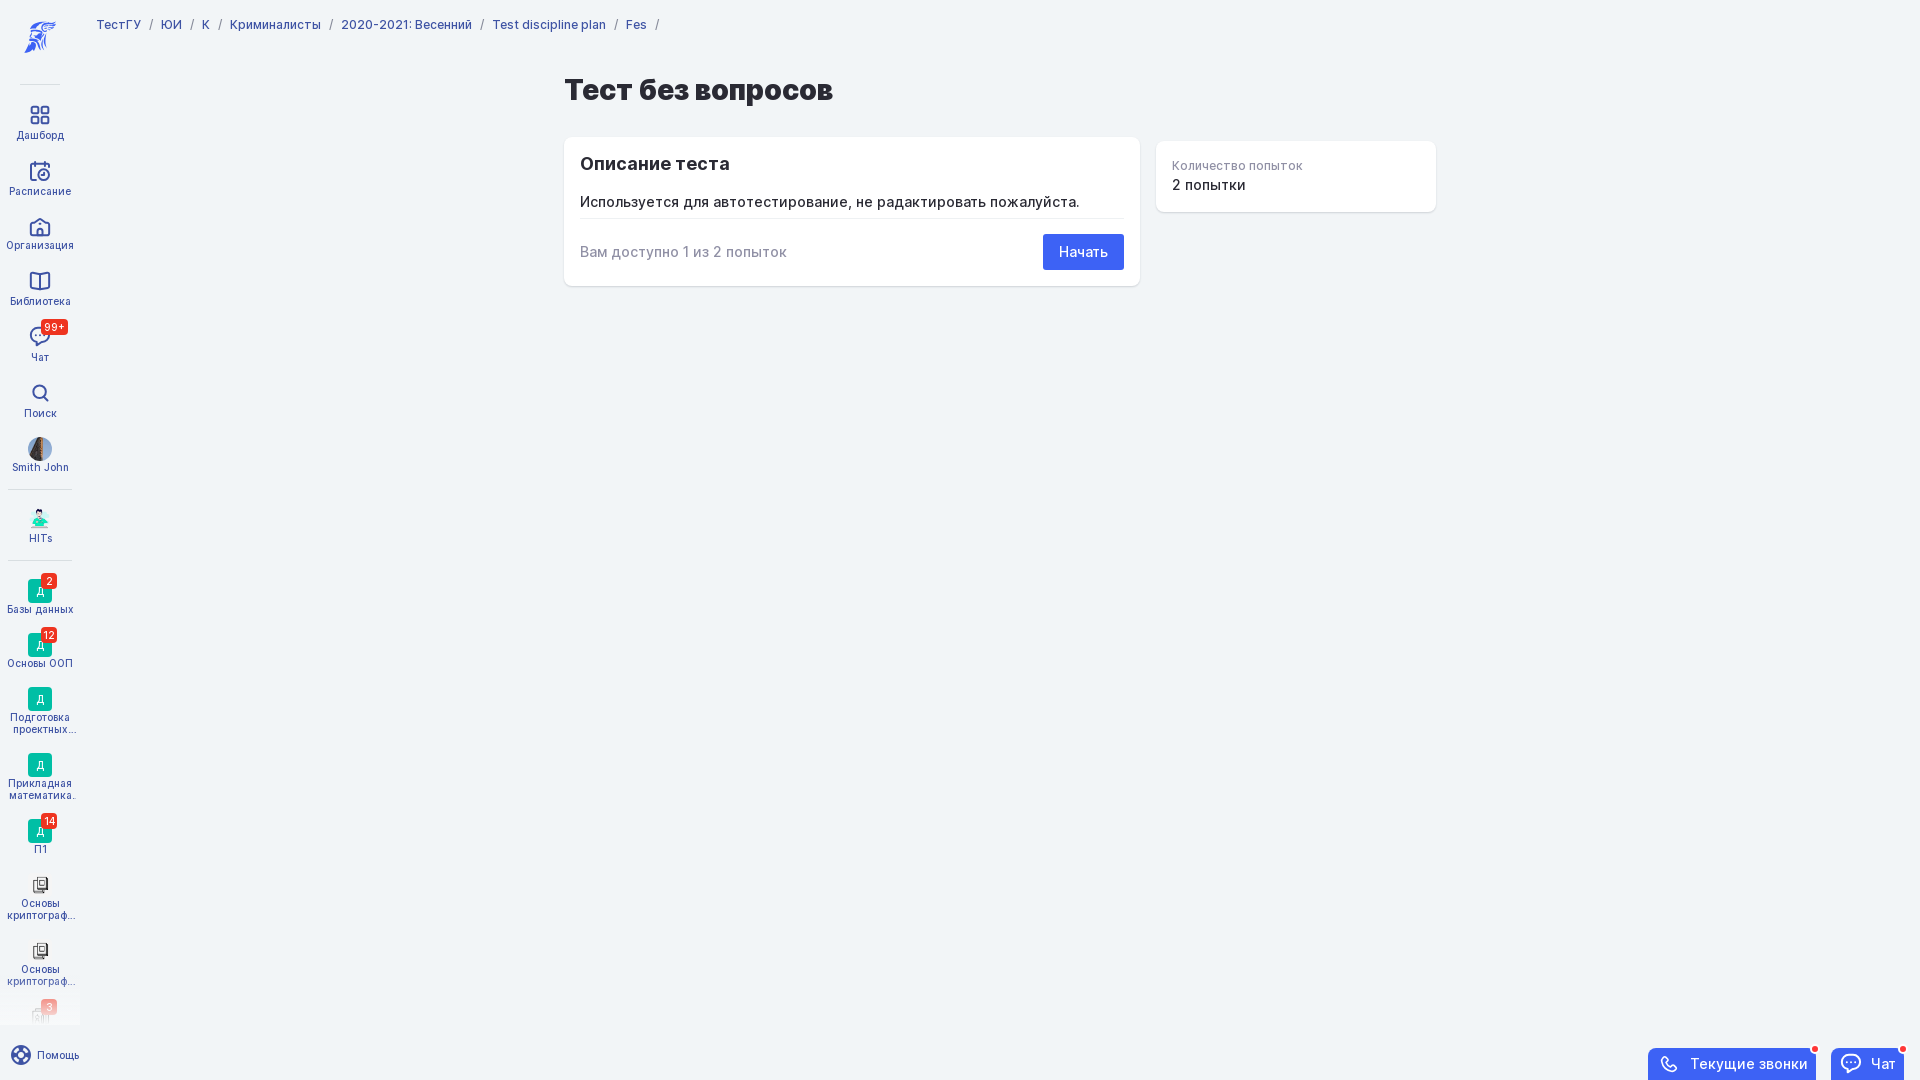 ТестГУ / ЮИ / К / Криминалисты / 2020-2021: Весенний / Test discipline plan / Fes /
Тест без вопросов
Описание теста
Используется для автотестирование, не радактировать пожалуйста.
Вам доступно 1 из 2 попыток
Начать
Количество попыток
2 попытки
Дашборд
Расписание
Организация
Библиотека
99+
Чат
Поиск
Smith John
HITs
2
Д
Базы данных
12
Д
Основы ООП
Д
Подготовка
проектных...
Д
Прикладная
математика.
14
Д
П1
Основы
криптограф...
Основы
криптограф...
3
Помощь
Текущие звонки
Чат